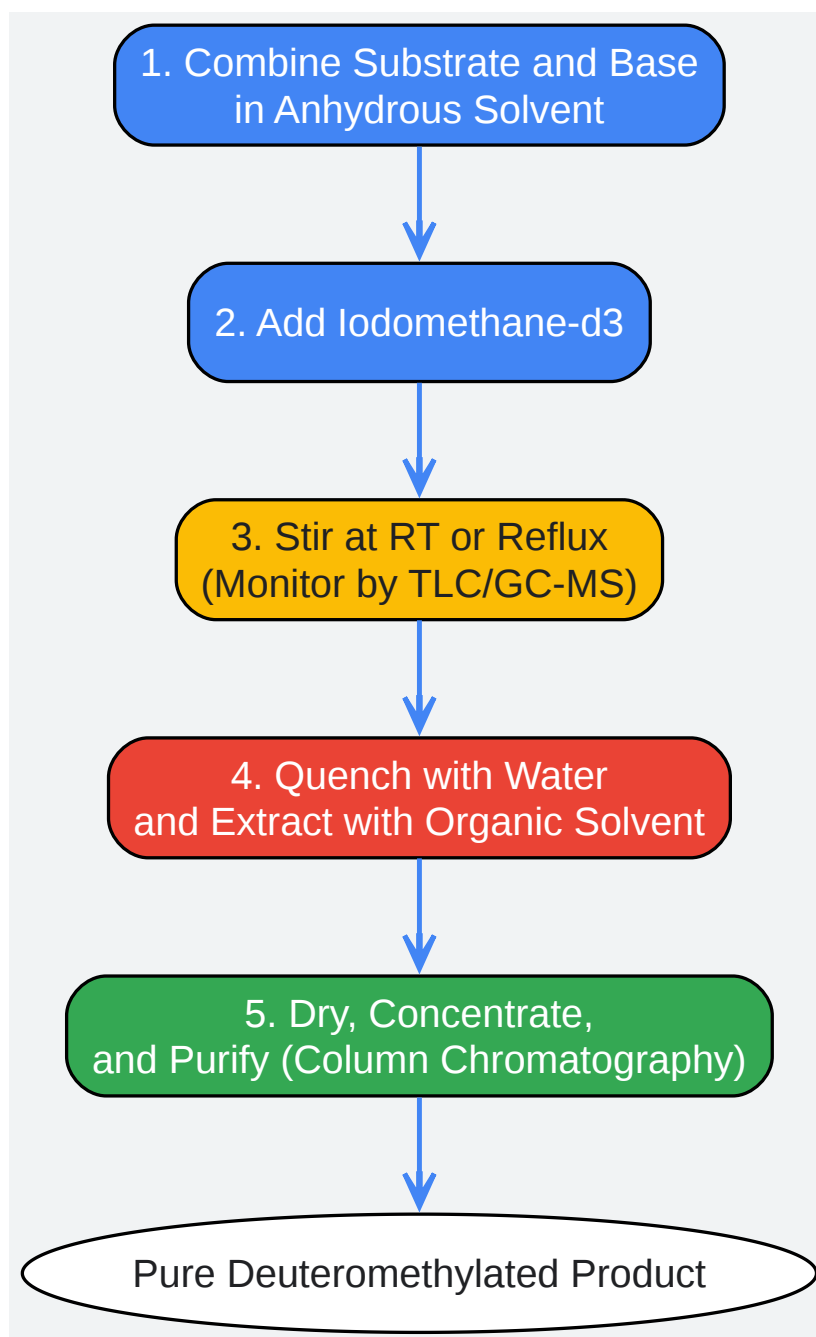 1. Combine Substrate and Base
in Anhydrous Solvent
2. Add Iodomethane-d3
3. Stir at RT or Reflux
(Monitor by TLC/GC-MS)
4. Quench with Water
and Extract with Organic Solvent
5. Dry, Concentrate,
and Purify (Column Chromatography)
Pure Deuteromethylated Product